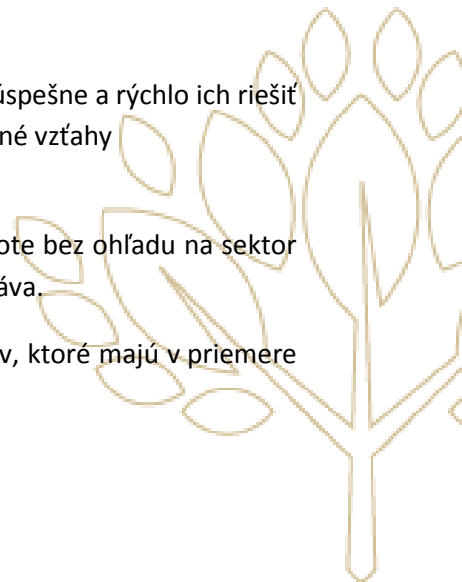 úspešne a rýchlo ich riešiť
né vzťahy
ote bez ohľadu na sektor
áva.
v, ktoré majú v priemere